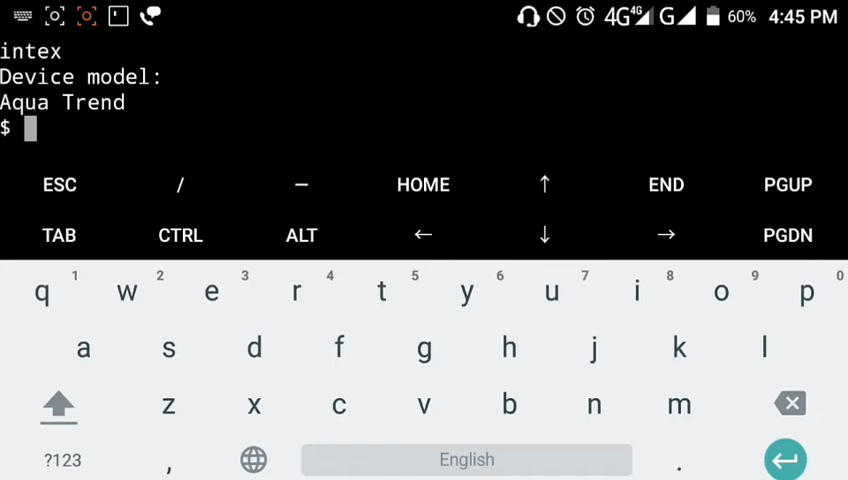 4G 4G G 60% 4:45 PM
intex
Device model:
Aqua Trend
$
ESC / — HOME ↑ END PGUP
TAB CTRL ALT ← ↓ → PGDN
1 2 3 4 5 6 7 8 9 0
q w e r t y u i o p
a s d f g h j k l
z x c v b n m
?123 , English .